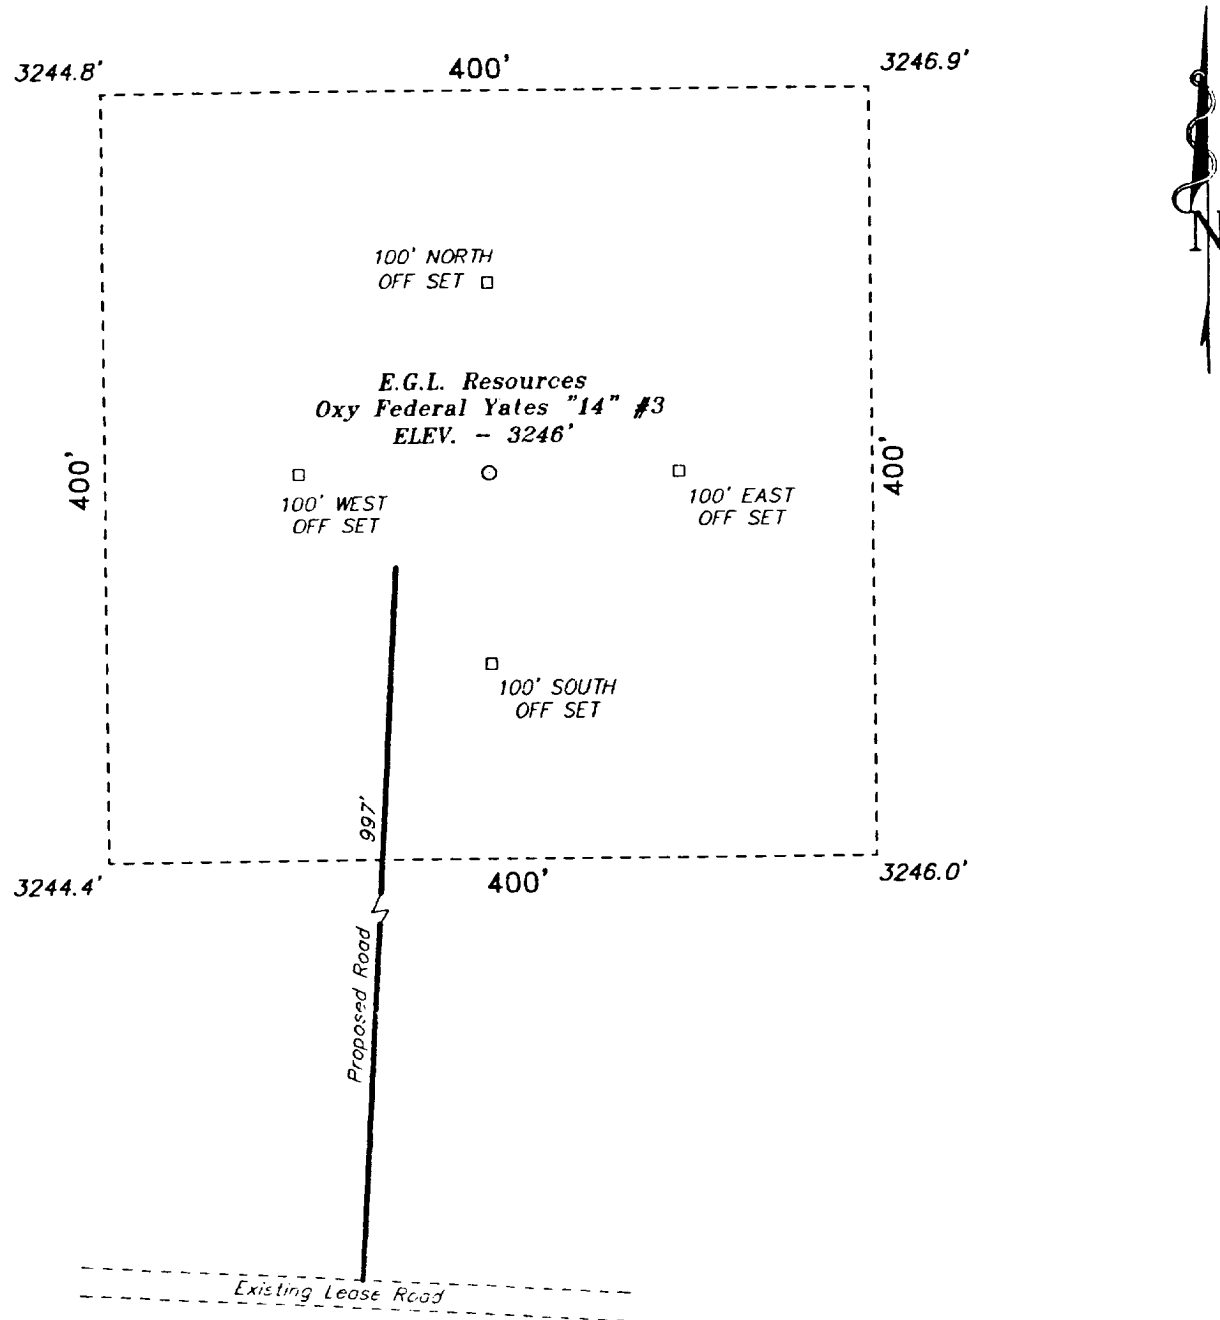 3244.8'
400'
3246.9'
N
100' NORTH
OFF SET
E.G.L. Resources
Oxy Federal Yates "14" #3
ELEV. - 3246'
400'
400'
100' WEST
OFF SET
100' EAST
OFF SET
100' SOUTH
OFF SET
997'
3244.4'
400'
3246.0'
Proposed Road
Existing Lease Road